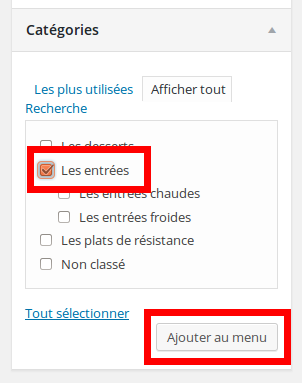 Catégories
Les plus utilisées
Afficher tout
Recherche
Les desserts
Les entrées
Les entrées chaudes
Les entrées froides
Les plats de résistance
Non classé
Tout sélectionner
Ajouter au menu